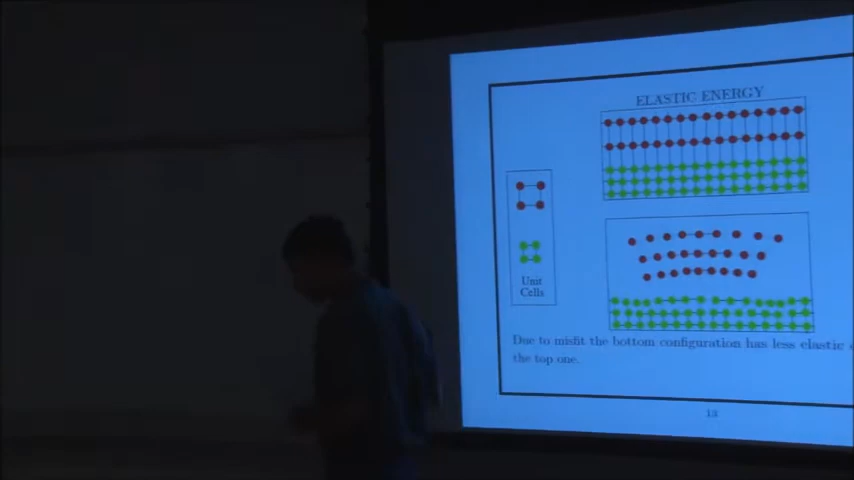 ELASTIC ENERGY
Unit
Cells
Due to misfit the bottom configuration has less elastic
the top one.
13